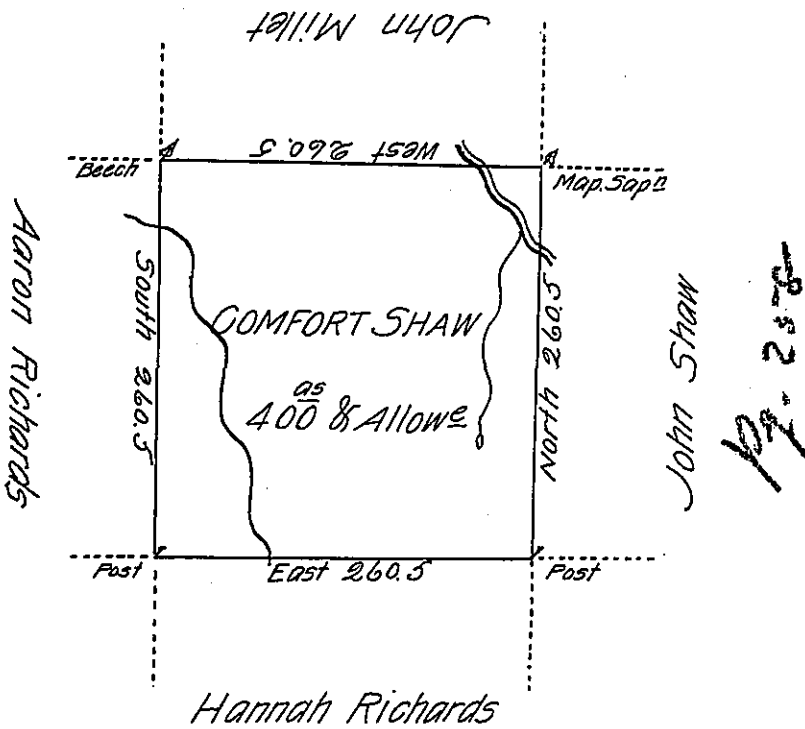 John Millet
West 260.5
Beech
Map. Sapn
Aaron Richards
South 260.5
COMFORT SHAW
as
400 & Allowe
North 260.5
John Shaw
Post
East 260.5
Post
Hannah Richards